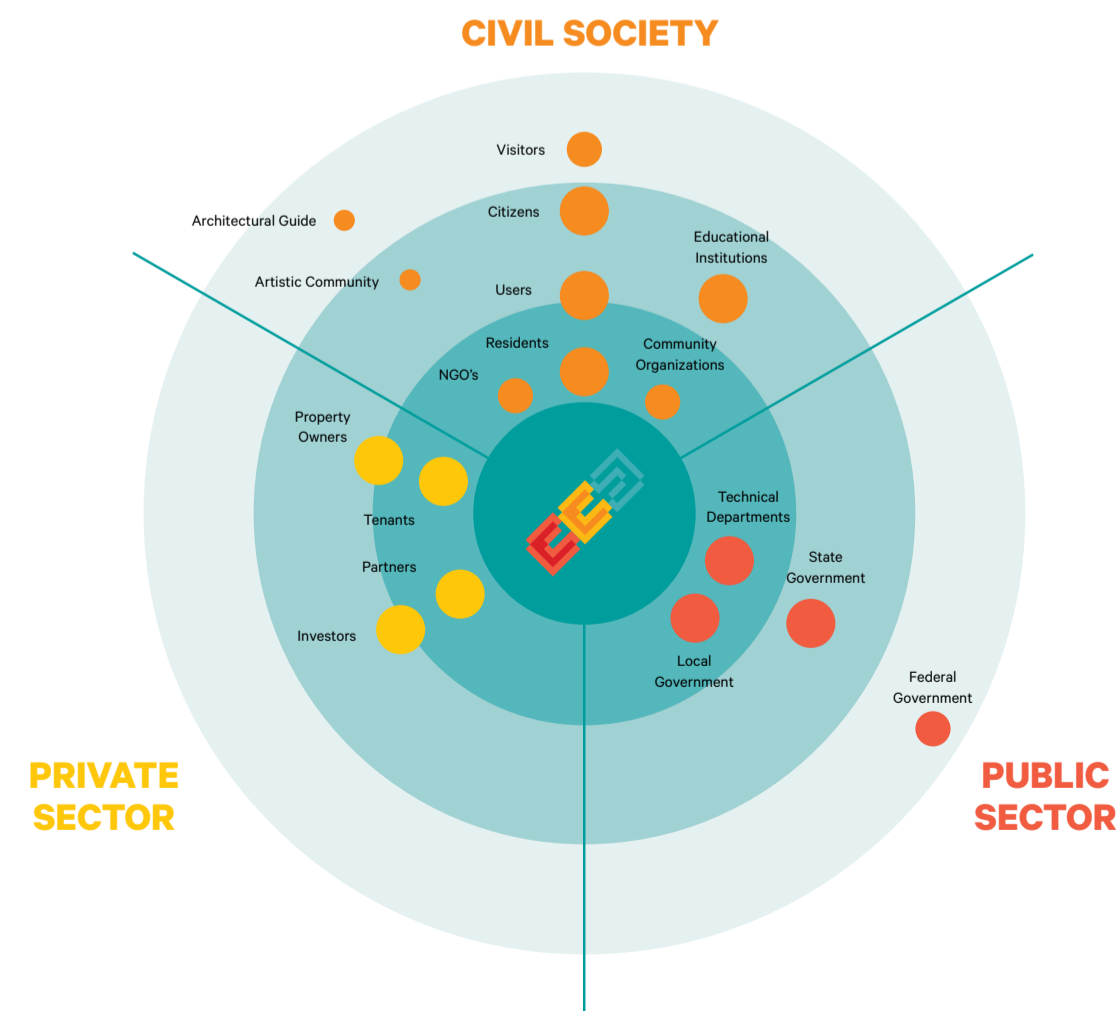 CIVIL SOCIETY
Visitors
Citizens
Architectural Guide
Educational
Institutions
Artistic Community
Users
Residents
Community
Organizations
NGO's
Property
Owners
Tenants
Technical
Departments
Partners
State
Government
Investors
Local
Government
Federal
Government
PRIVATE
SECTOR
PUBLIC
SECTOR